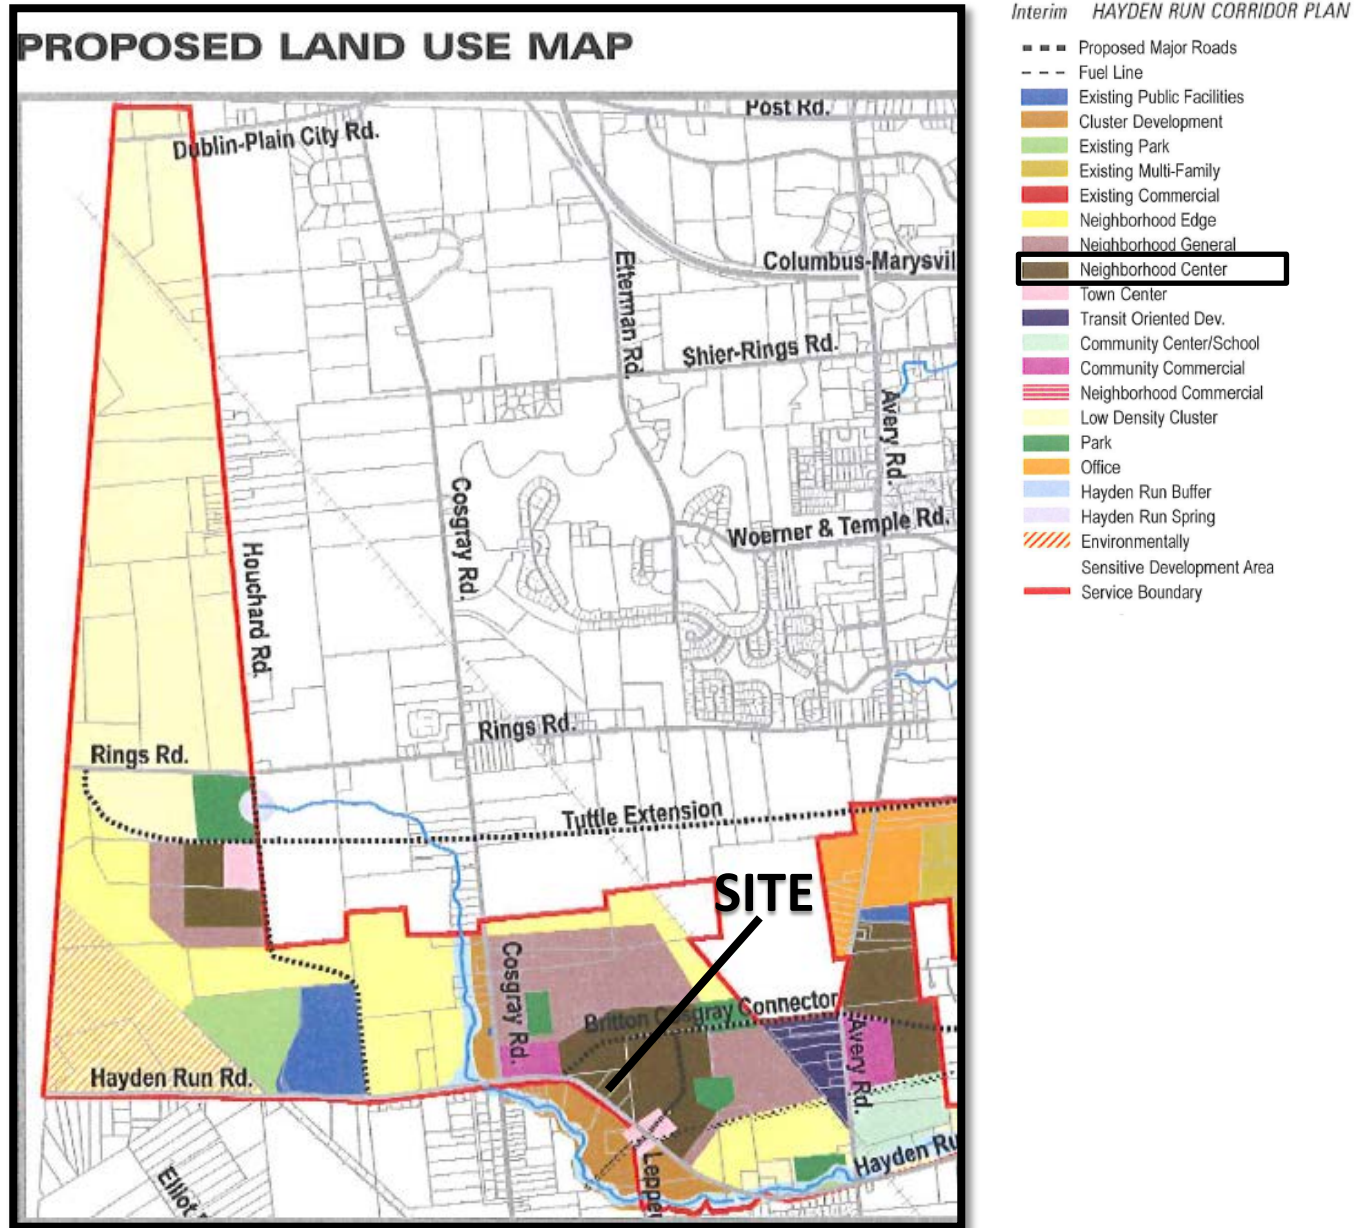 Interim HAYDEN RUN CORRIDOR PLAN
PROPOSED LAND USE MAP
Proposed Major Roads
Fuel Line
Existing Public Facilities
Cluster Development
Existing Park
Existing Multi-Family
Existing Commercial
Neighborhood Edge
Neighborhood General
Neighborhood Center
Town Center
Transit Oriented Dev.
Community Center/School
Community Commercial
Neighborhood Commercial
Low Density Cluster
Park
Office
Hayden Run Buffer
Hayden Run Spring
Environmentally
Sensitive Development Area
Service Boundary
Post Rd.
Dublin-Plain City Rd.
Columbus-Marysvil
Eiterman Rd.
Shier-Rings Rd.
Avery Rd.
Cosgray Rd.
Woerner & Temple Rd.
Houchard Rd.
Rings Rd.
Rings Rd.
Tuttle Extension
SITE
Cosgray Rd.
Britton Cosgray Connector
Avery Rd.
Hayden Run Rd.
Hayden Ru
Leppe
Elliot